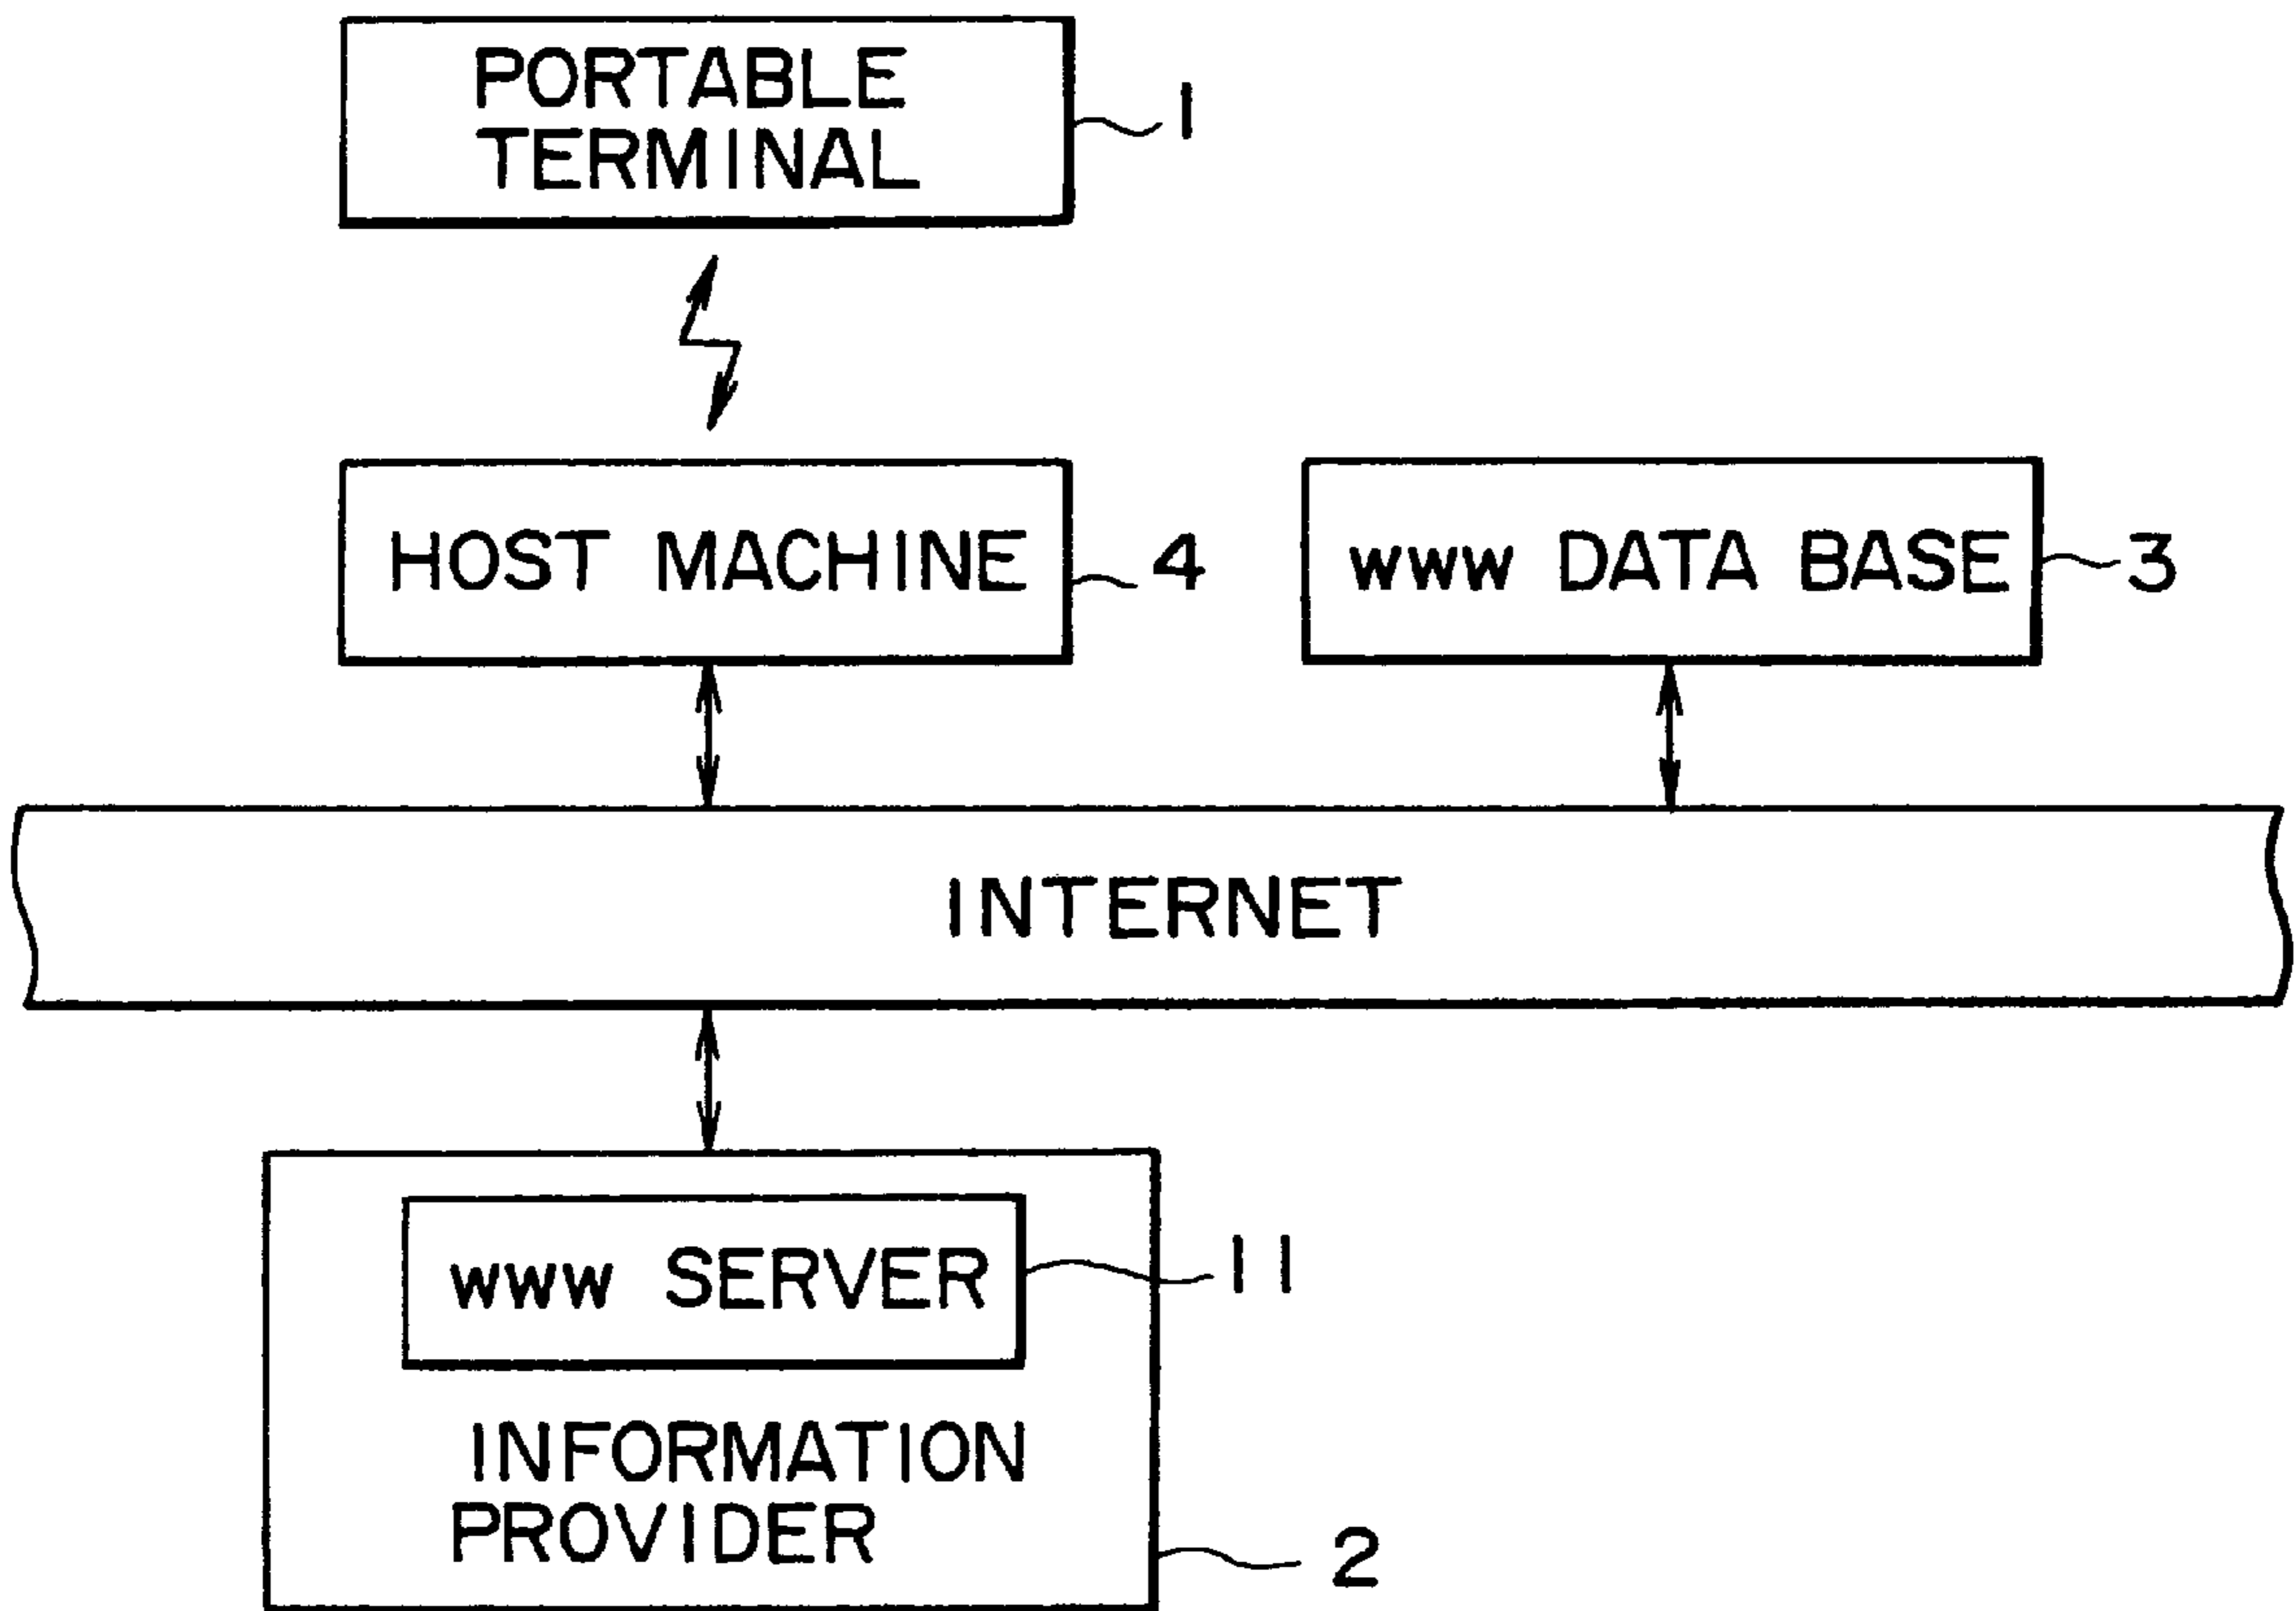 PORTABLE
TERMINAL
1
HOST MACHINE
4
WWW DATA BASE
3
INTERNET
WWW SERVER
11
INFORMATION
PROVIDER
2